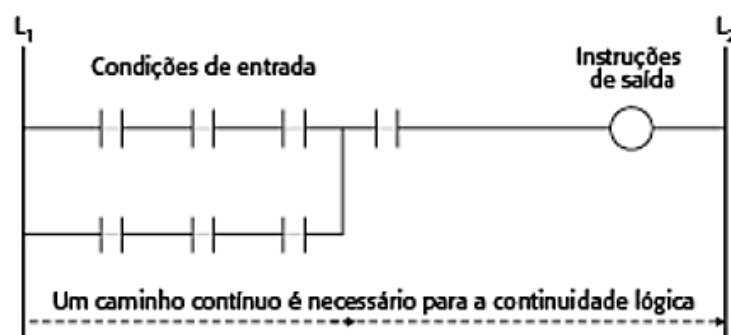 L1
L2
Condições de entrada
Instruções
de saída
Um caminho contínuo é necessário para a continuidade lógica